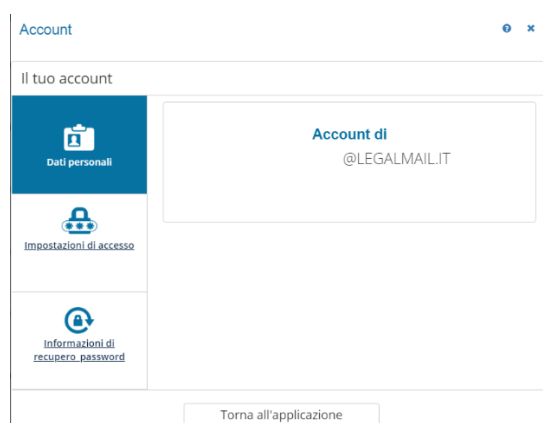 Account
Il tuo account
Dati personali
Account di
@LEGALMAIL.IT
Impostazioni di accesso
Informazioni di
recupero password
Torna all'applicazione